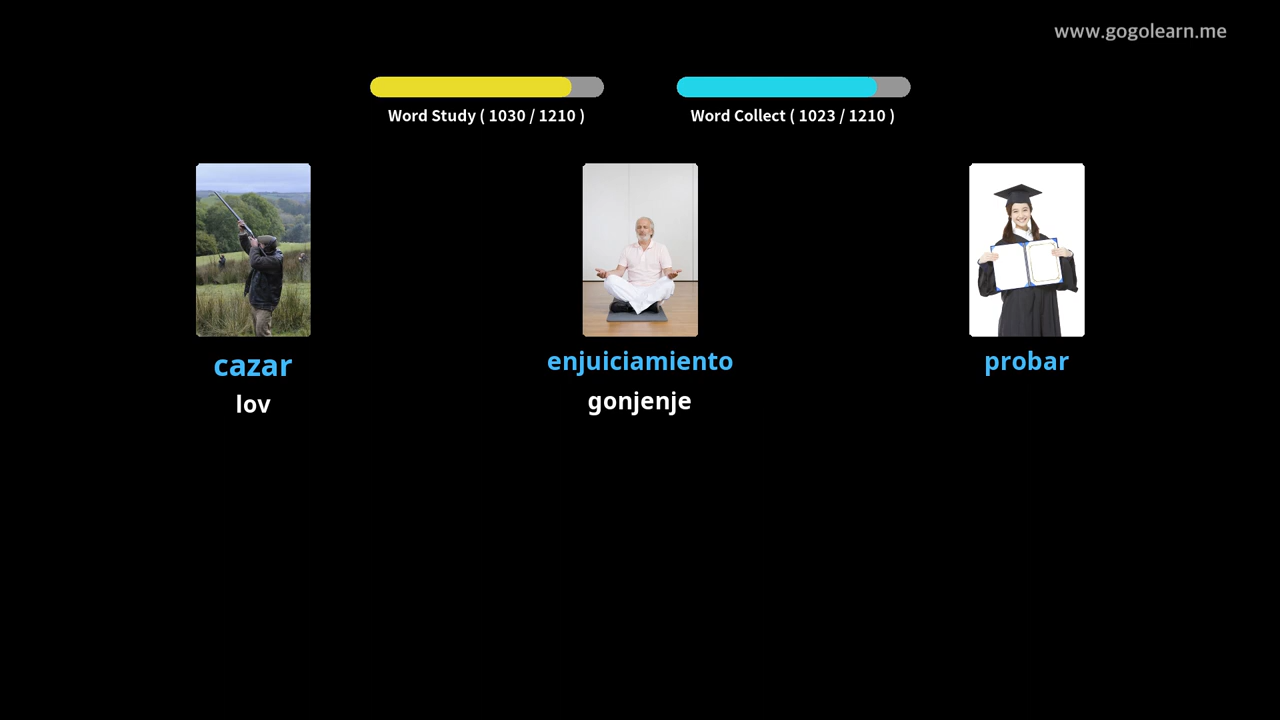 www.gogolearn.me
Word Study ( 1030 / 1210 )
Word Collect ( 1023 / 1210 )
cazar
lov
enjuiciamiento
gonjenje
probar